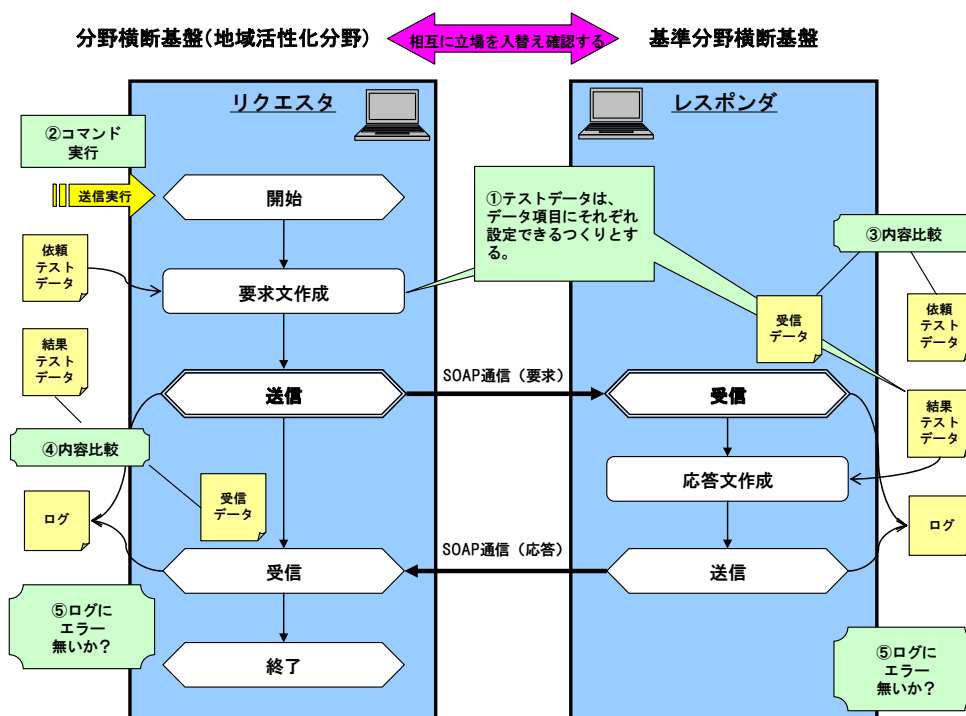 分野横断基盤(地域活性化分野)
相互に立場を入替え確認する
基準分野横断基盤
リクエスタ
レスポンダ
②コマンド
実行
送信実行
開始
①テストデータは、
データ項目にそれぞれ
設定できるつくりとす
る。
③内容比較
依頼
テスト
データ
要求文作成
受信
データ
依頼
テスト
データ
結果
テスト
データ
送信
SOAP通信（要求）
受信
結果
テスト
データ
④内容比較
応答文作成
受信
データ
ログ
ログ
SOAP通信（応答）
受信
送信
⑤ログに
エラー
無いか？
終了
⑤ログに
エラー
無いか？